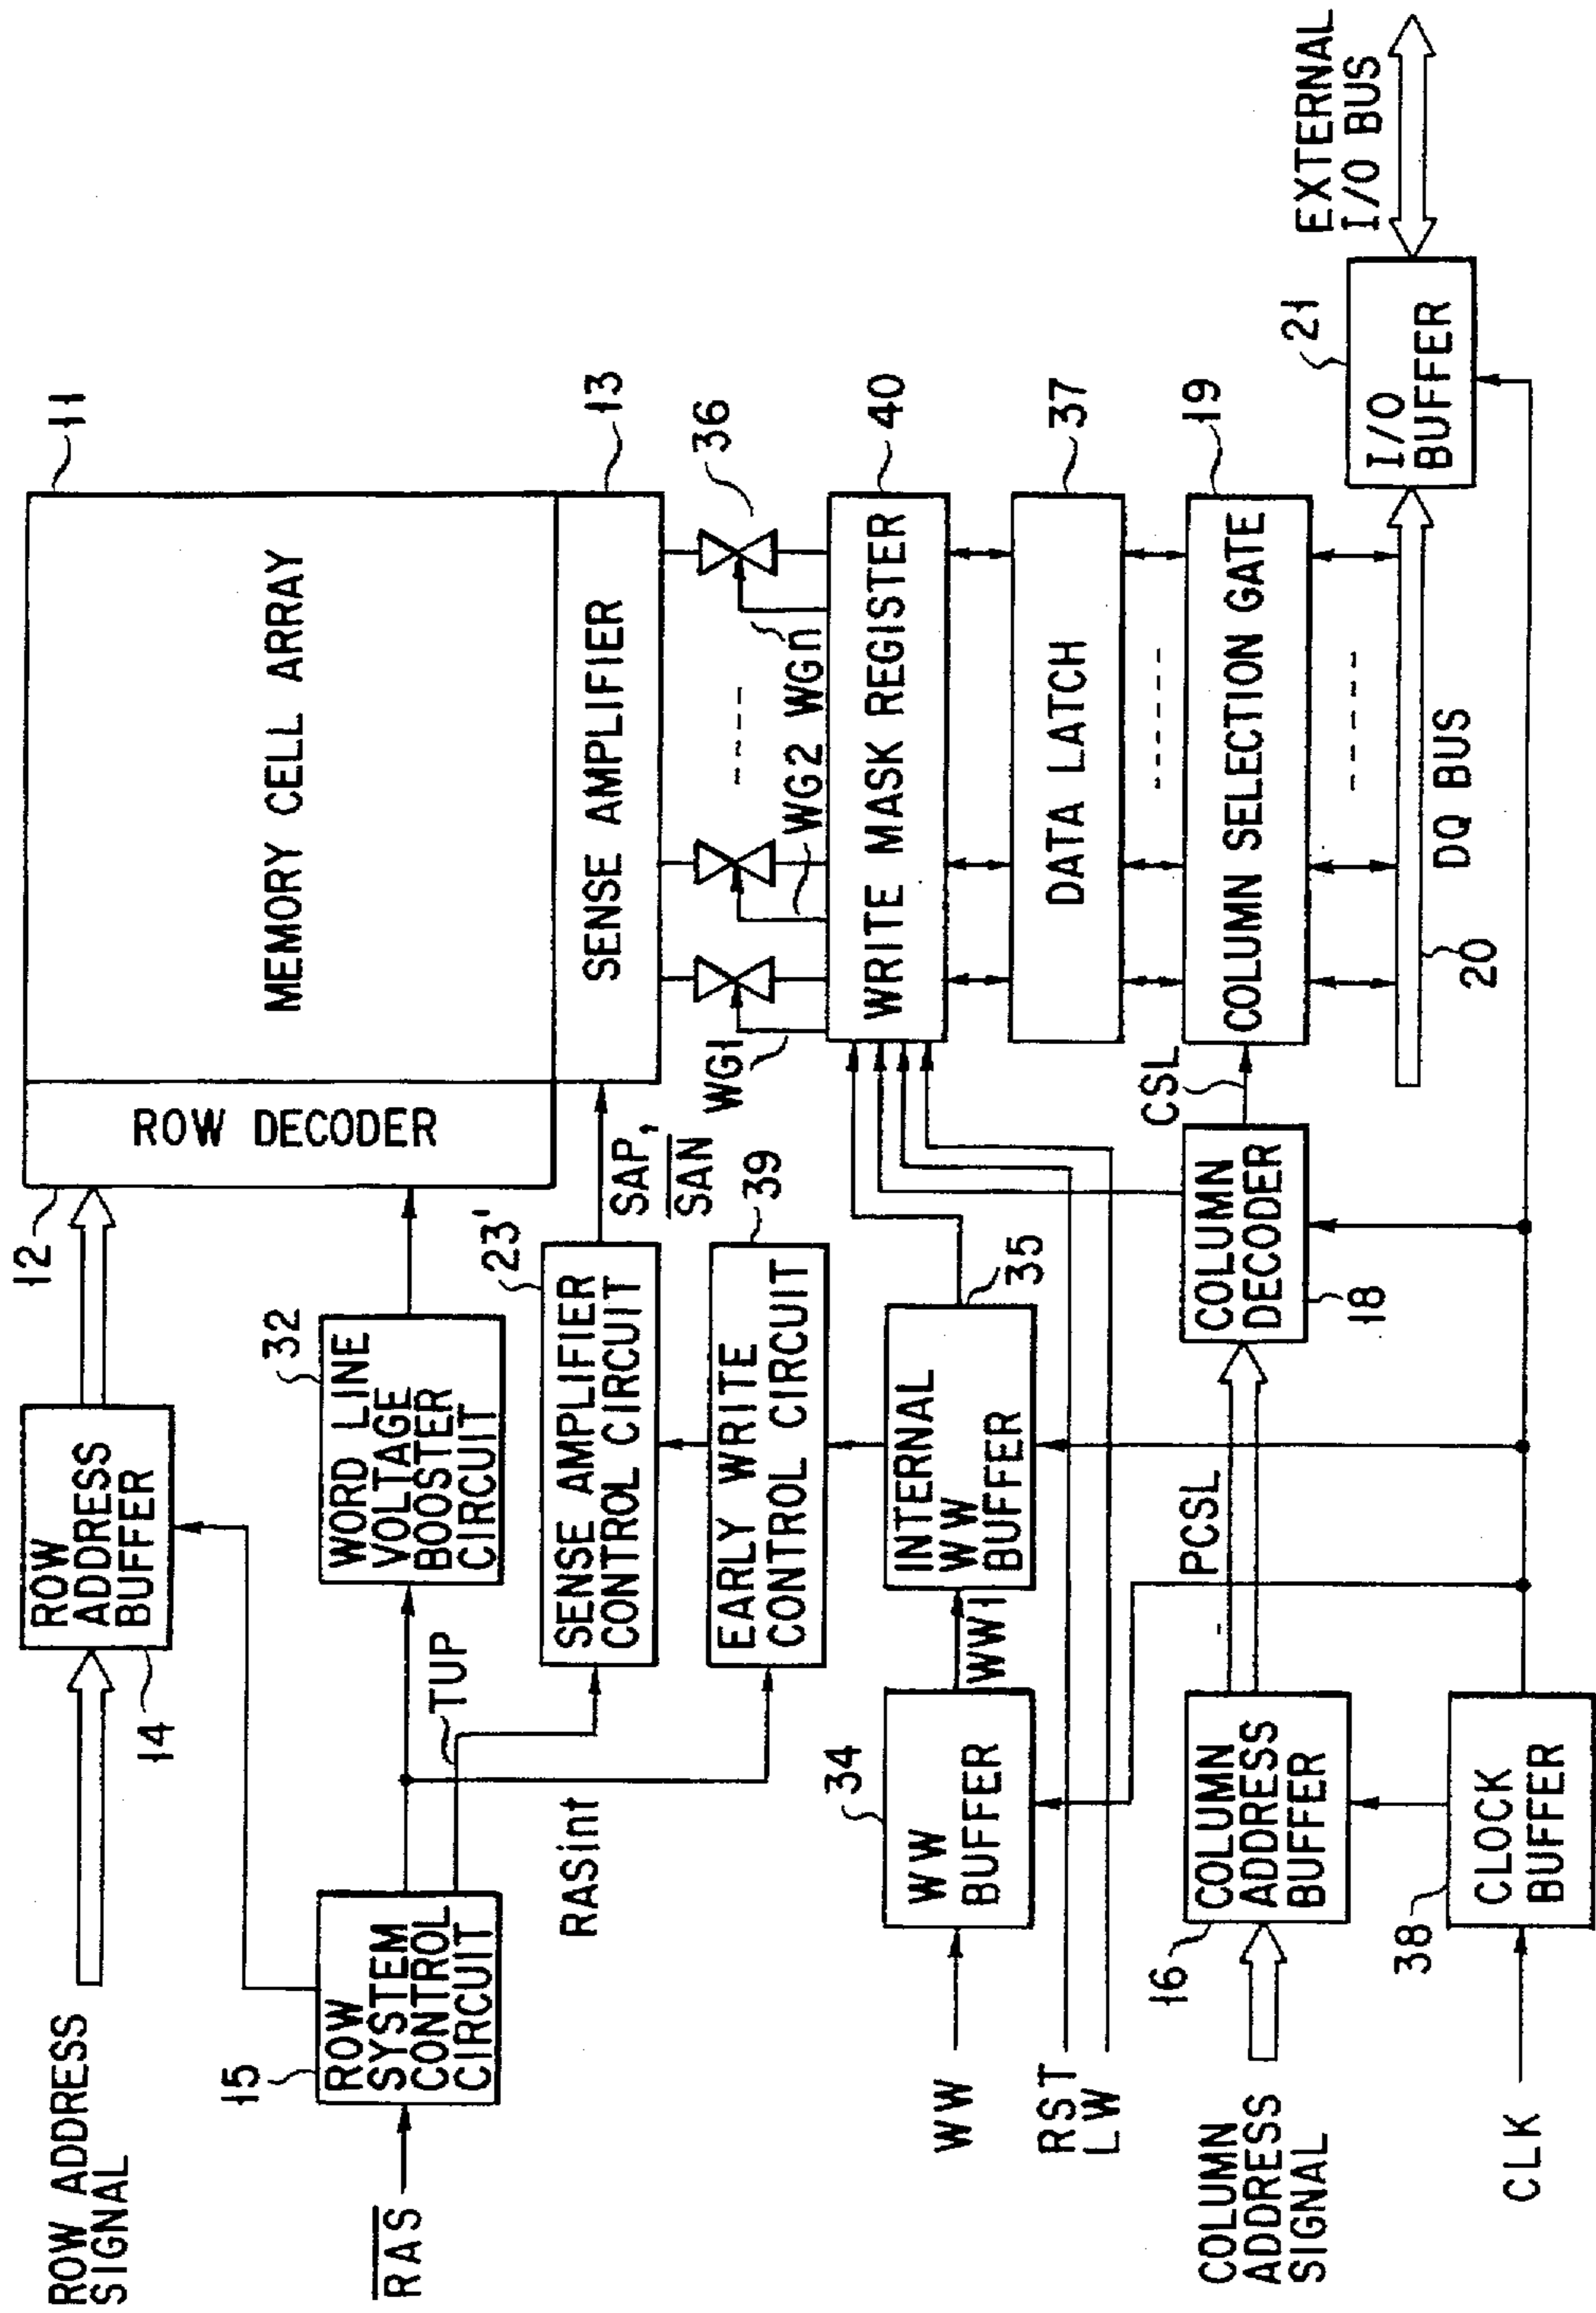 ROW ADDRESS
SIGNAL
14
ROW
ADDRESS
BUFFER
12
ROW DECODER
11
MEMORY CELL ARRAY
RAS
15
ROW
SYSTEM
CONTROL
CIRCUIT
TUP
RASint
32
WORD LINE
VOLTAGE
BOOSTER
CIRCUIT
23'
SENSE AMPLIFIER
CONTROL CIRCUIT
SAP,
SAN
SENSE AMPLIFIER
13
39
EARLY WRITE
CONTROL CIRCUIT
WG1
WG2
WGn
36
WW
34
WW
BUFFER
WW1
INTERNAL
WW
BUFFER
35
WRITE MASK REGISTER
40
RST
LW
DATA LATCH
37
COLUMN
ADDRESS
SIGNAL
16
COLUMN
ADDRESS
BUFFER
PCSL
COLUMN
DECODER
18
CSL
COLUMN SELECTION GATE
19
20
DQ BUS
21
I/O
BUFFER
EXTERNAL
I/O BUS
CLK
38
CLOCK
BUFFER